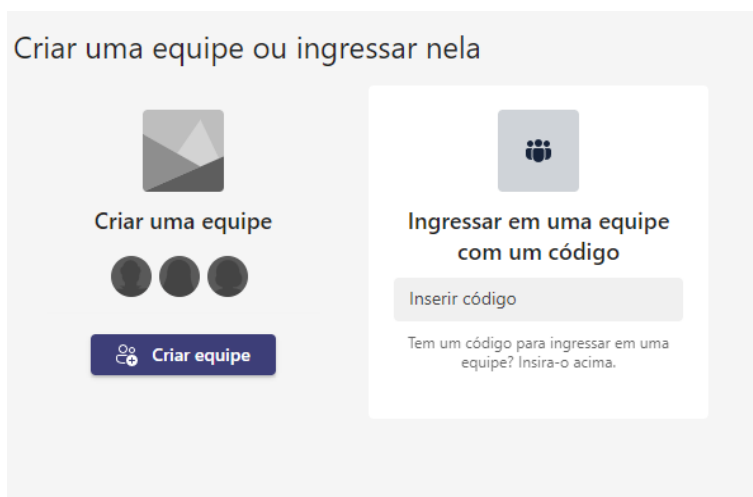 Criar uma equipe ou ingressar nela
Criar uma equipe
Criar equipe
Ingressar em uma equipe
com um código
Inserir código
Tem um código para ingressar em uma
equipe? Insira-o acima.